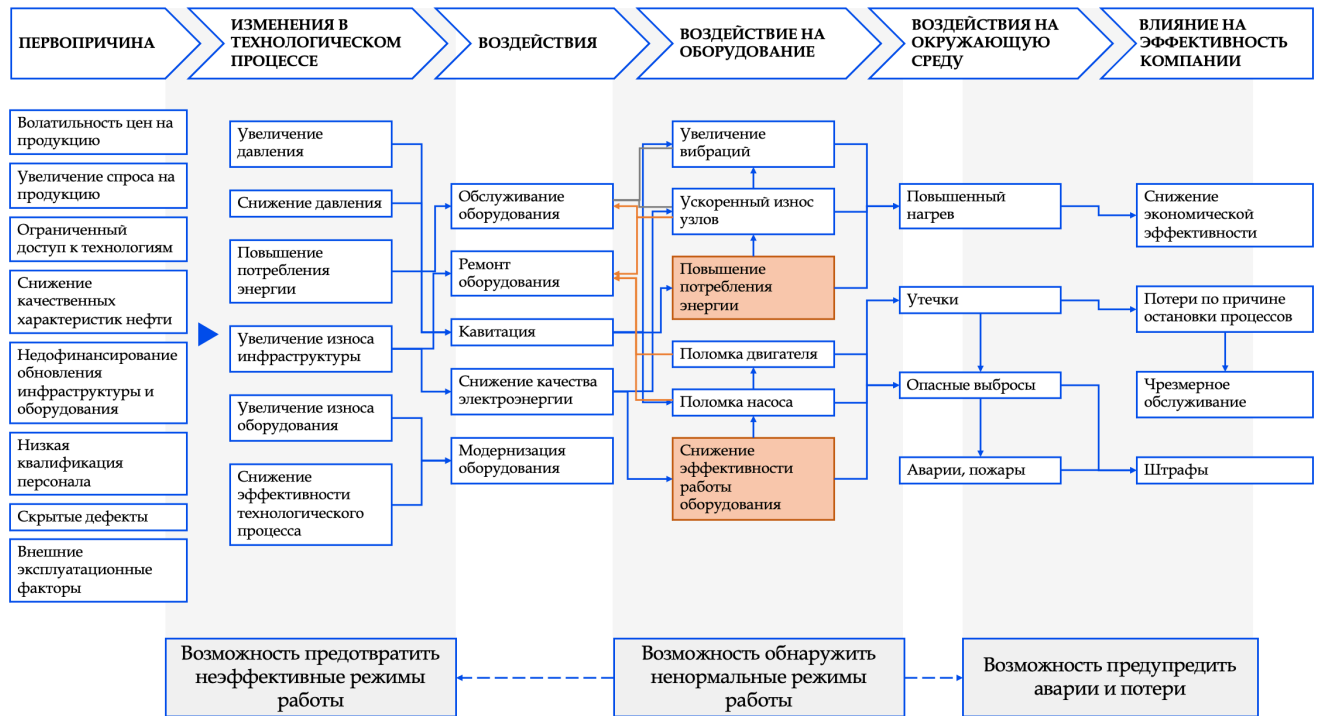 ПЕРВОПРИЧИНА
ИЗМЕНЕНИЯ В
ТЕХНОЛОГИЧЕСКОМ
ПРОЦЕССЕ
ВОЗДЕЙСТВИЯ
ВОЗДЕЙСТВИЕ НА
ОБОРУДОВАНИЕ
ВОЗДЕЙСТВИЯ НА
ОКРУЖАЮЩУЮ
СРЕДУ
ВЛИЯНИЕ НА
ЭФФЕКТИВНОСТЬ
КОМПАНИИ
Волатильность цен на
продукцию
Увеличение спроса на
продукцию
Ограниченный
доступ к технологиям
Снижение
качественных
характеристик нефти
Недофинансирование
обновления
инфраструктуры и
оборудования
Низкая
квалификация
персонала
Скрытые дефекты
Внешние
эксплуатационные
факторы
Увеличение
давления
Снижение давления
Повышение
потребления
энергии
Увеличение износа
инфраструктуры
Увеличение износа
оборудования
Снижение
эффективности
технологического
процесса
Обслуживание
оборудования
Ремонт
оборудования
Кавитация
Снижение качества
электроэнергии
Модернизация
оборудования
Увеличение
вибраций
Ускоренный износ
узлов
Повышение
потребления
энергии
Поломка двигателя
Поломка насоса
Снижение
эффективности
работы
оборудования
Повышенный
нагрев
Утечки
Опасные выбросы
Аварии, пожары
Снижение
экономической
эффективности
Потери по причине
остановки процессов
Чрезмерное
обслуживание
Штрафы
Возможность предотвратить
неэффективные режимы
работы
Возможность обнаружить
ненормальные режимы
работы
Возможность предупредить
аварии и потери